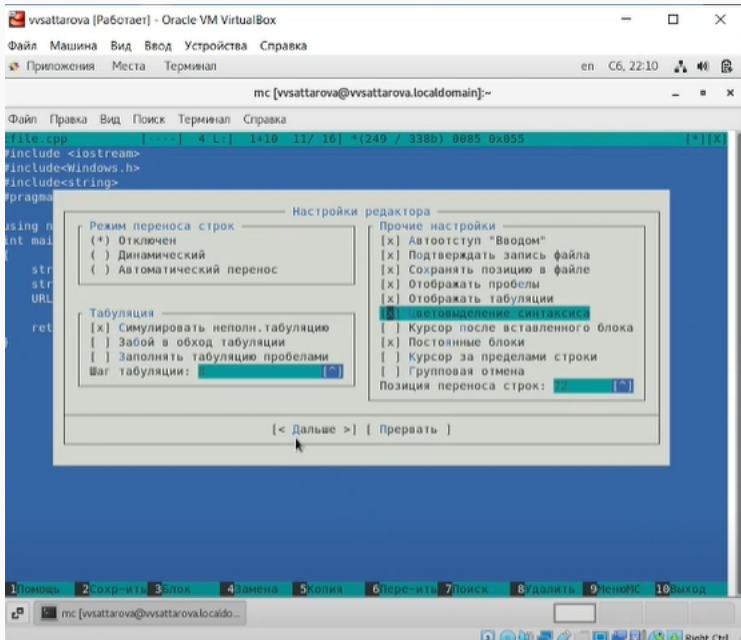 vvsattarova [Работает] - Oracle VM VirtualBox
Файл Машина Вид Ввод Устройства Справка
Приложения Места Терминал en Сб, 22:10
mc [vvsattarova@vvsattarova.localdomain]:~
Файл Правка Вид Поиск Терминал Справка
cfile.cpp [----] 4 L:[ 1+10 11/ 16] *(249 / 338b) 0085 0x055 [*][X]
#include <iostream>
#include<Windows.h>
#include<string>
#pragma
using n
int mai
{
str
str
URL
ret
}
Настройки редактора
Режим переноса строк
(*) Отключен
( ) Динамический
( ) Автоматический перенос
Табуляция
[x] Симулировать неполн.табуляцию
[ ] Забой в обход табуляции
[ ] Заполнять табуляцию пробелами
Шаг табуляции: 8 [^]
Прочие настройки
[x] Автоотступ "Вводом"
[x] Подтверждать запись файла
[x] Сохранять позицию в файле
[x] Отображать пробелы
[x] Отображать табуляции
[x] Цветовыделение синтаксиса
[ ] Курсор после вставленного блока
[x] Постоянные блоки
[ ] Курсор за пределами строки
[ ] Групповая отмена
Позиция переноса строк: 72 [^]
[< Дальше >] [ Прервать ]
1Помощь 2Сохр-ить 3Блок 4Замена 5Копия 6Пере-ить 7Поиск 8Удалить 9МенюMC 10Выход
mc [vvsattarova@vvsattarova.localdo...
Right Ctrl